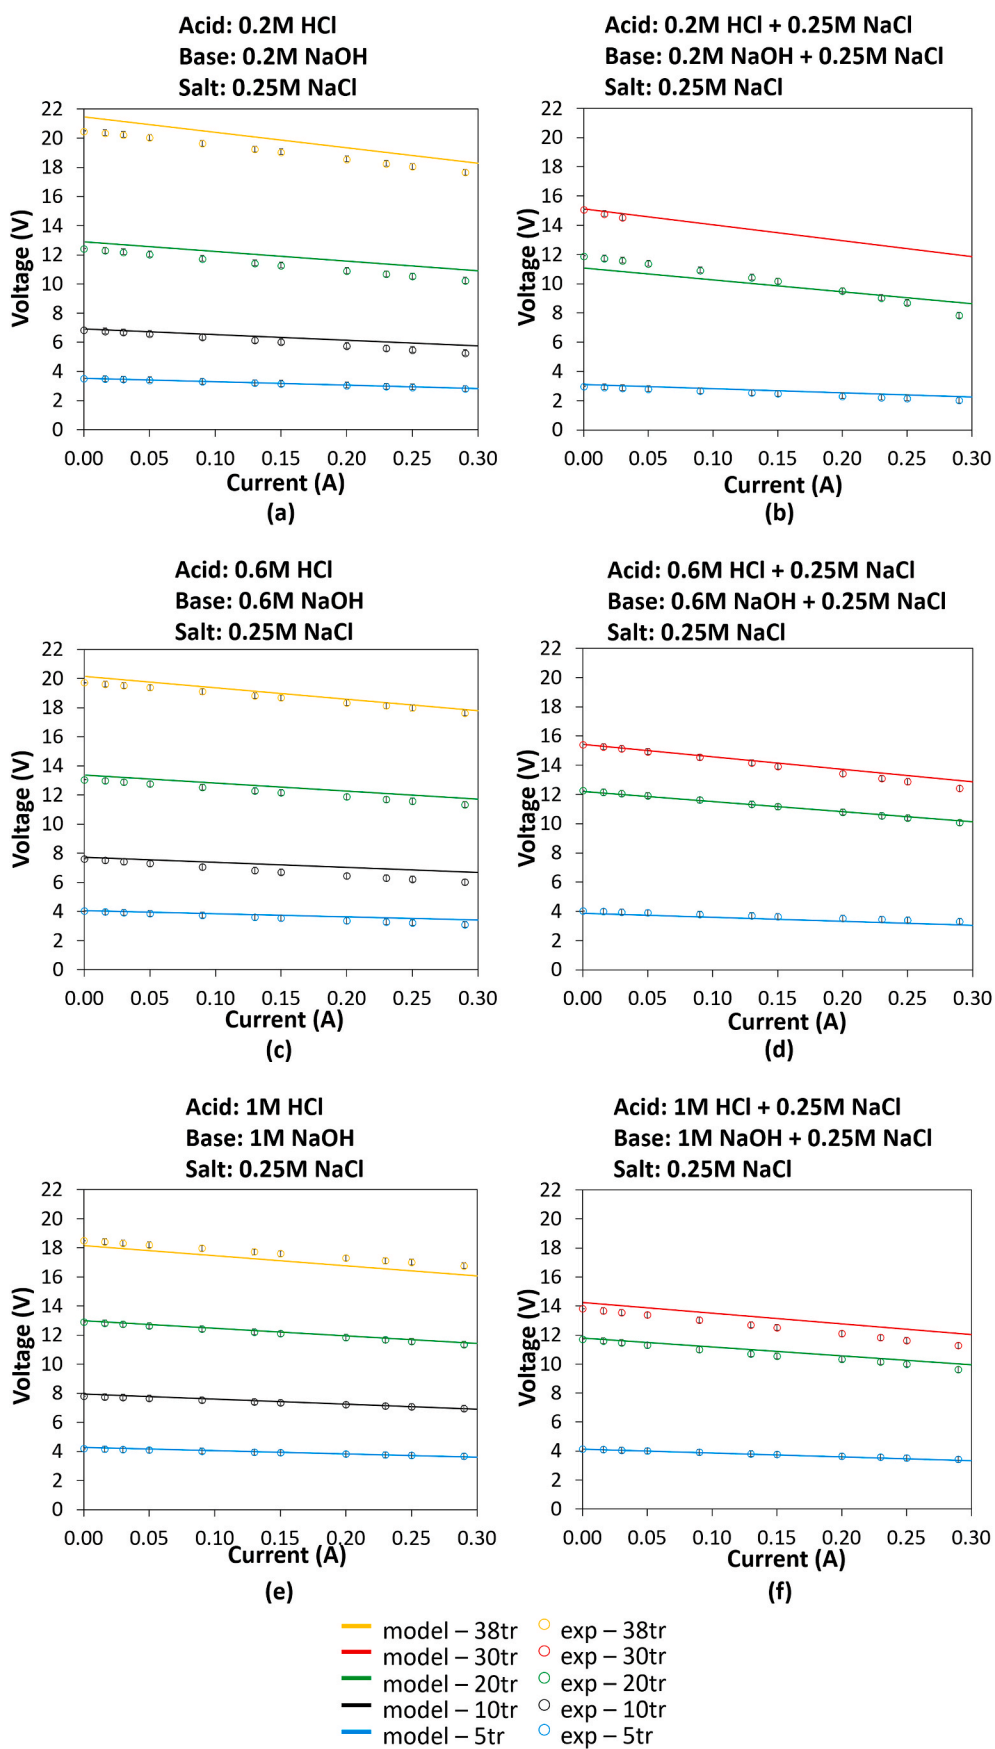 Acid: 0.2M HCl
Base: 0.2M NaOH
Salt: 0.25M NaCl
22
20
18
16
14
12
10
8
6
4
2
0
Voltage (V)
0.00 0.05 0.10 0.15 0.20 0.25 0.30
Current (A)
(a)
Acid: 0.2M HCl + 0.25M NaCl
Base: 0.2M NaOH + 0.25M NaCl
Salt: 0.25M NaCl
22
20
18
16
14
12
10
8
6
4
2
0
Voltage (V)
0.00 0.05 0.10 0.15 0.20 0.25 0.30
Current (A)
(b)
Acid: 0.6M HCl
Base: 0.6M NaOH
Salt: 0.25M NaCl
22
20
18
16
14
12
10
8
6
4
2
0
Voltage (V)
0.00 0.05 0.10 0.15 0.20 0.25 0.30
Current (A)
(c)
Acid: 0.6M HCl + 0.25M NaCl
Base: 0.6M NaOH + 0.25M NaCl
Salt: 0.25M NaCl
22
20
18
16
14
12
10
8
6
4
2
0
Voltage (V)
0.00 0.05 0.10 0.15 0.20 0.25 0.30
Current (A)
(d)
Acid: 1M HCl
Base: 1M NaOH
Salt: 0.25M NaCl
22
20
18
16
14
12
10
8
6
4
2
0
Voltage (V)
0.00 0.05 0.10 0.15 0.20 0.25 0.30
Current (A)
(e)
Acid: 1M HCl + 0.25M NaCl
Base: 1M NaOH + 0.25M NaCl
Salt: 0.25M NaCl
22
20
18
16
14
12
10
8
6
4
2
0
Voltage (V)
0.00 0.05 0.10 0.15 0.20 0.25 0.30
Current (A)
(f)
model – 38tr exp – 38tr
model – 30tr exp – 30tr
model – 20tr exp – 20tr
model – 10tr exp – 10tr
model – 5tr exp – 5tr